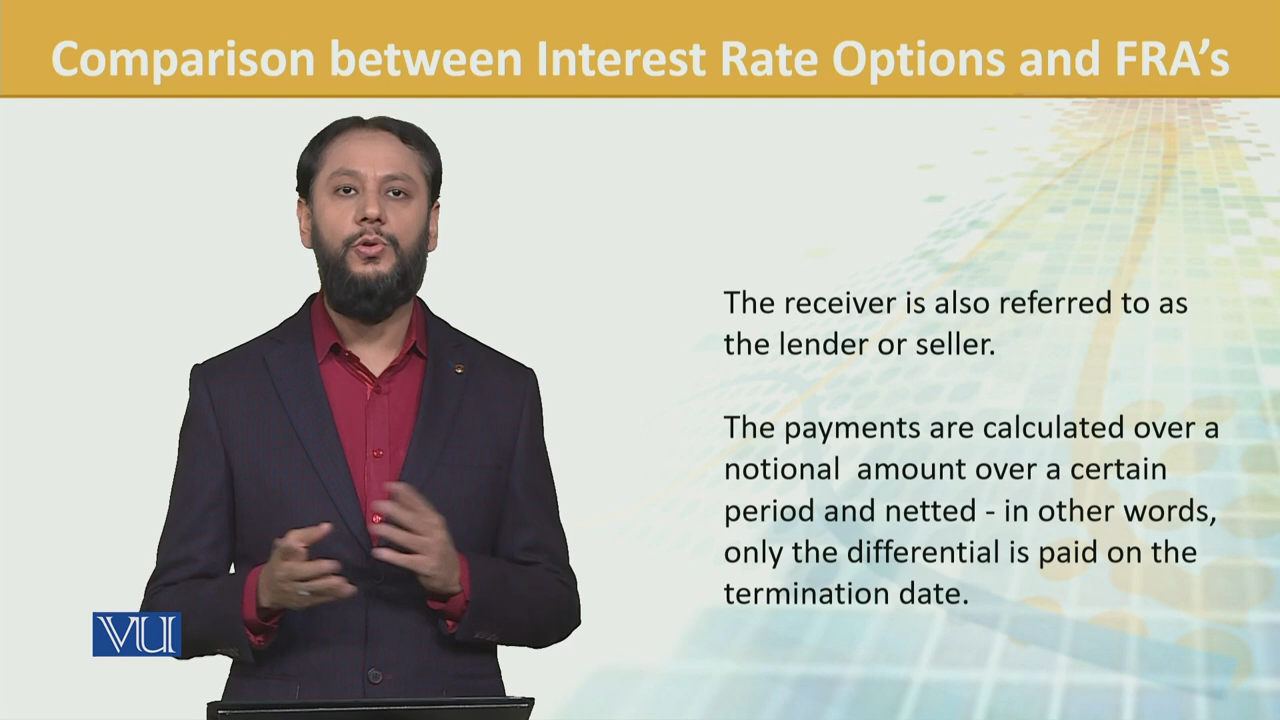 Comparison between Interest Rate Options and FRA's
The receiver is also referred to as
the lender or seller.
The payments are calculated over a
notional  amount over a certain
period and netted - in other words,
only the differential is paid on the
termination date.
VU